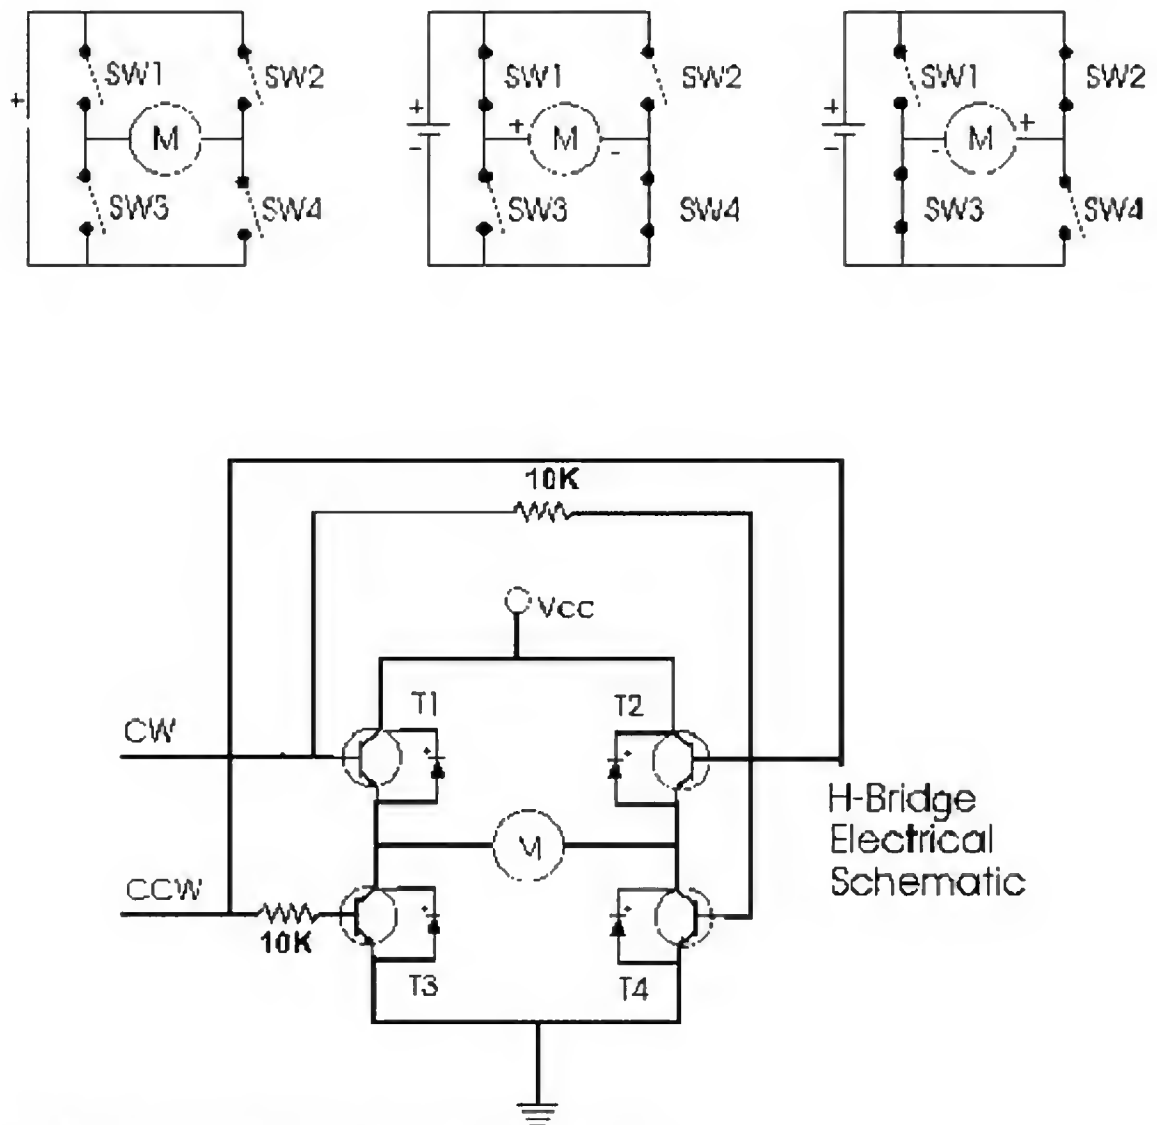 SW1
SW2
+
M
SW3
SW4
SW1
SW2
+
+
M
-
-
SW3
SW4
SW1
SW2
+
+
M
-
-
SW3
SW4
10K
Vcc
T1
T2
CW
+
+
H-Bridge
Electrical
Schematic
M
CCW
+
+
10K
T3
T4